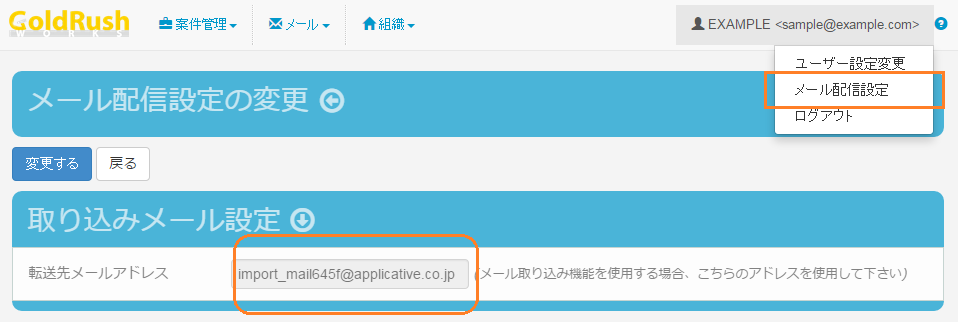 GoldRush
WORKS
案件管理 メール 組織
EXAMPLE <sample@example.com>
ユーザー設定変更
メール配信設定
ログアウト
メール配信設定の変更
変更する 戻る
取り込みメール設定
転送先メールアドレス import_mail645f@applicative.co.jp (メール取り込み機能を使用する場合、こちらのアドレスを使用して下さい)